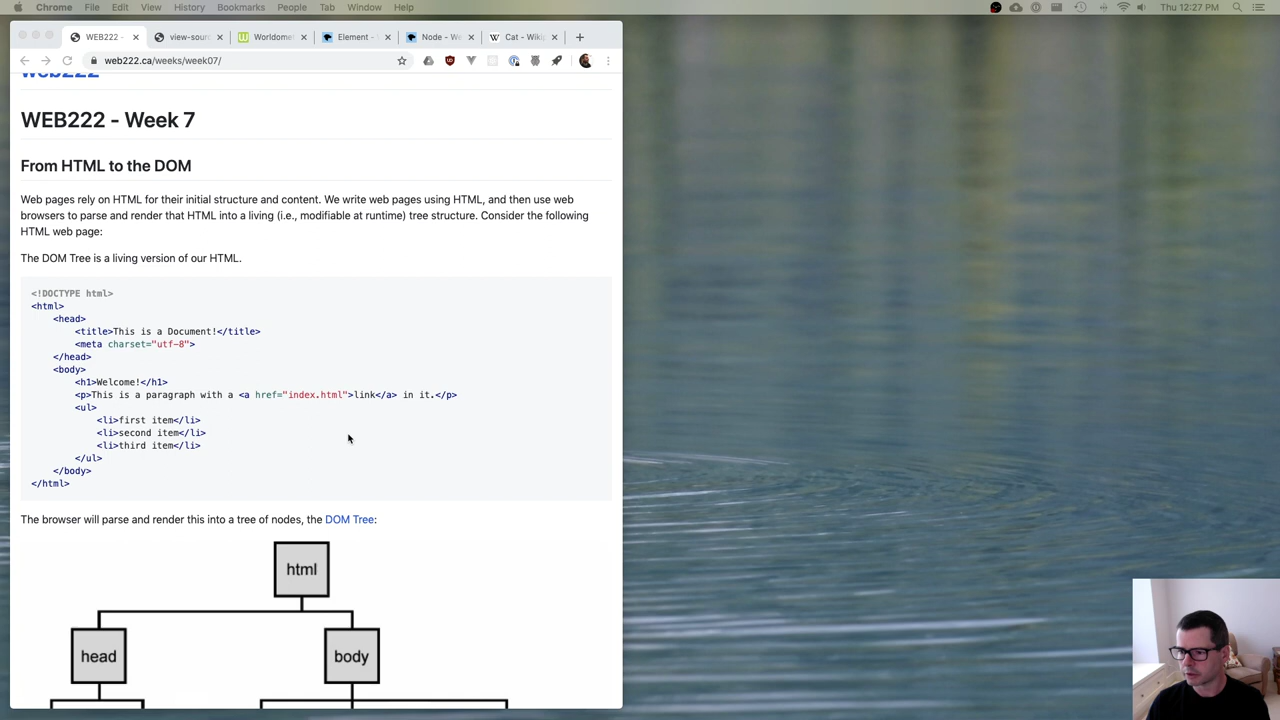 Chrome File Edit View History Bookmarks People Tab Window Help Thu 12:27 PM
WEB222 - view-sour Worldome Element - Node - We Cat - Wiki
web222.ca/weeks/week07/
web222
WEB222 - Week 7
From HTML to the DOM
Web pages rely on HTML for their initial structure and content. We write web pages using HTML, and then use web
browsers to parse and render that HTML into a living (i.e., modifiable at runtime) tree structure. Consider the following
HTML web page:
The DOM Tree is a living version of our HTML.
<!DOCTYPE html>
<html>
<head>
<title>This is a Document!</title>
<meta charset="utf-8">
</head>
<body>
<h1>Welcome!</h1>
<p>This is a paragraph with a <a href="index.html">link</a> in it.</p>
<ul>
<li>first item</li>
<li>second item</li>
<li>third item</li>
</ul>
</body>
</html>
The browser will parse and render this into a tree of nodes, the DOM Tree:
html
head body